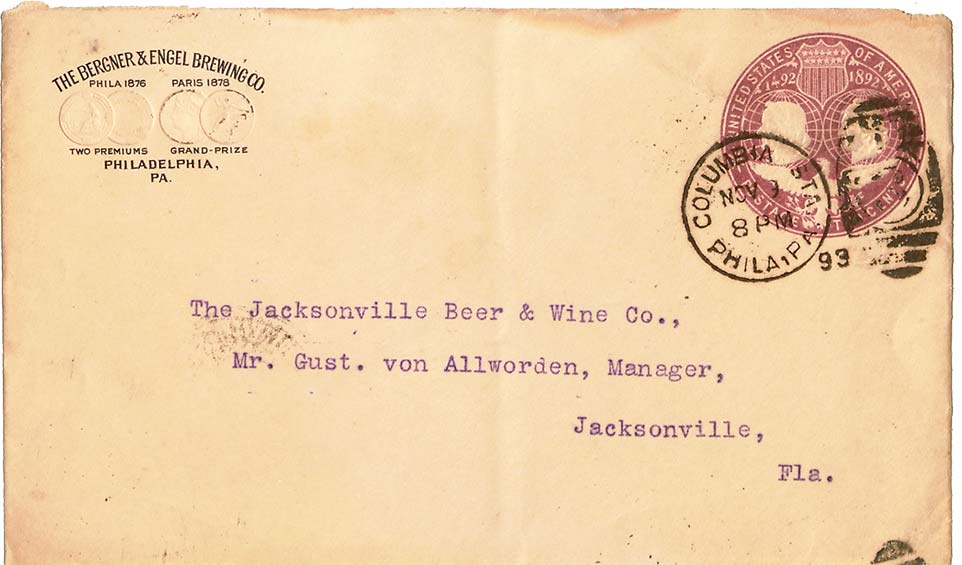 THE BERGNER & ENGEL BREWING CO.
PHILA 1876 PARIS 1878
TWO PREMIUMS GRAND-PRIZE
PHILADELPHIA,
PA.
UNITED STATES OF AMERICA
1492 1892
COLUMBIA STA.
NOV
8 PM
PHILA, PA.
93
The Jacksonville Beer & Wine Co.,
Mr. Gust. von Allworden, Manager,
Jacksonville,
Fla.